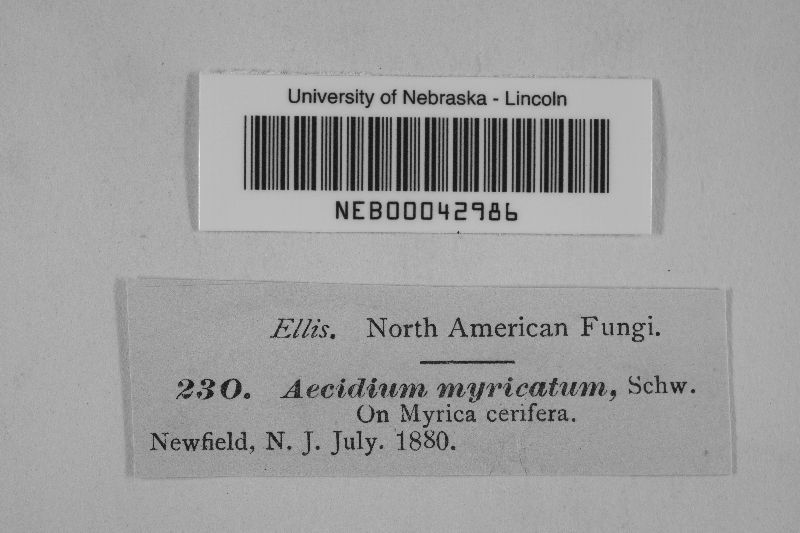 University of Nebraska - Lincoln
NEB00042986
Ellis. North American Fungi.
230. Aecidium myricatum, Schw.
On Myrica cerifera.
Newfield, N. J. July. 1880.